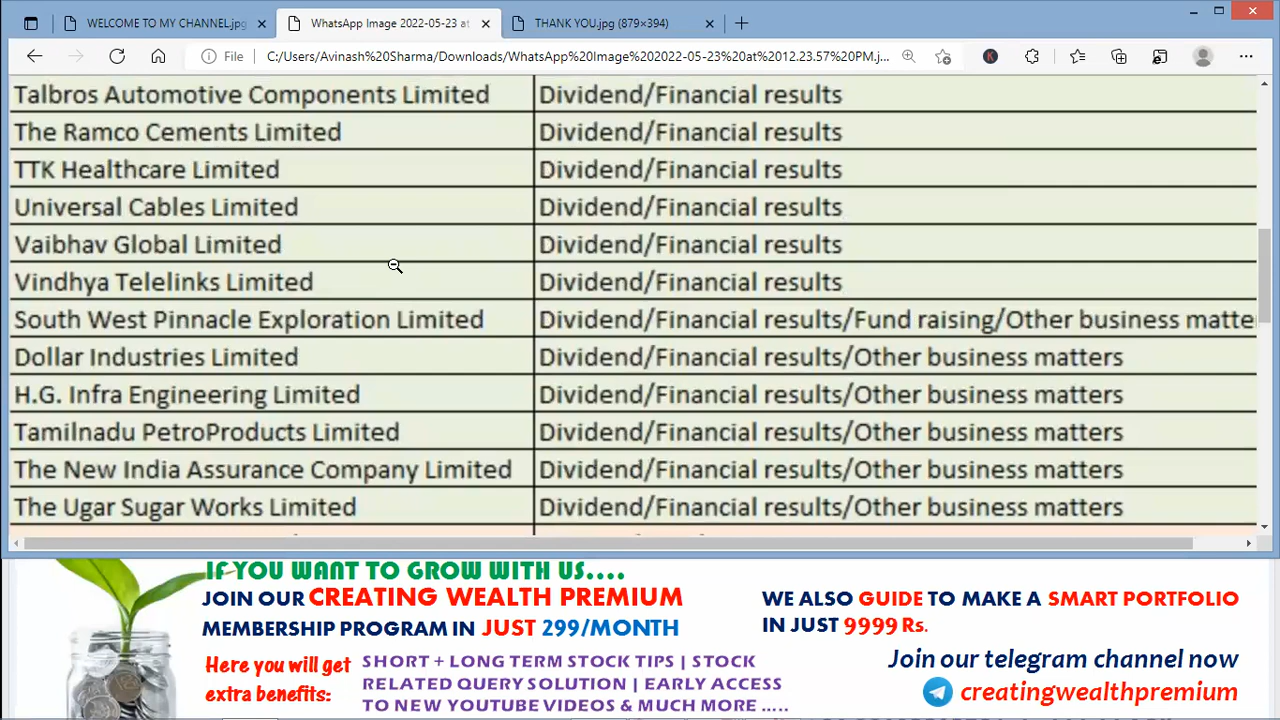 WELCOME TO MY CHANNEL.jpg
WhatsApp Image 2022-05-23 at
THANK YOU.jpg (879×394)
File
C:/Users/Avinash%20Sharma/Downloads/WhatsApp%20Image%202022-05-23%20at%2012.23.57%20PM.j...
Talbros Automotive Components Limited Dividend/Financial results
The Ramco Cements Limited Dividend/Financial results
TTK Healthcare Limited Dividend/Financial results
Universal Cables Limited Dividend/Financial results
Vaibhav Global Limited Dividend/Financial results
Vindhya Telelinks Limited Dividend/Financial results
South West Pinnacle Exploration Limited Dividend/Financial results/Fund raising/Other business matte
Dollar Industries Limited Dividend/Financial results/Other business matters
H.G. Infra Engineering Limited Dividend/Financial results/Other business matters
Tamilnadu PetroProducts Limited Dividend/Financial results/Other business matters
The New India Assurance Company Limited Dividend/Financial results/Other business matters
The Ugar Sugar Works Limited Dividend/Financial results/Other business matters
IF YOU WANT TO GROW WITH US....
JOIN OUR CREATING WEALTH PREMIUM
MEMBERSHIP PROGRAM IN JUST 299/MONTH
Here you will get
extra benefits:
SHORT + LONG TERM STOCK TIPS | STOCK
RELATED QUERY SOLUTION | EARLY ACCESS
TO NEW YOUTUBE VIDEOS & MUCH MORE .....
WE ALSO GUIDE TO MAKE A SMART PORTFOLIO
IN JUST 9999 Rs.
Join our telegram channel now
creatingwealthpremium